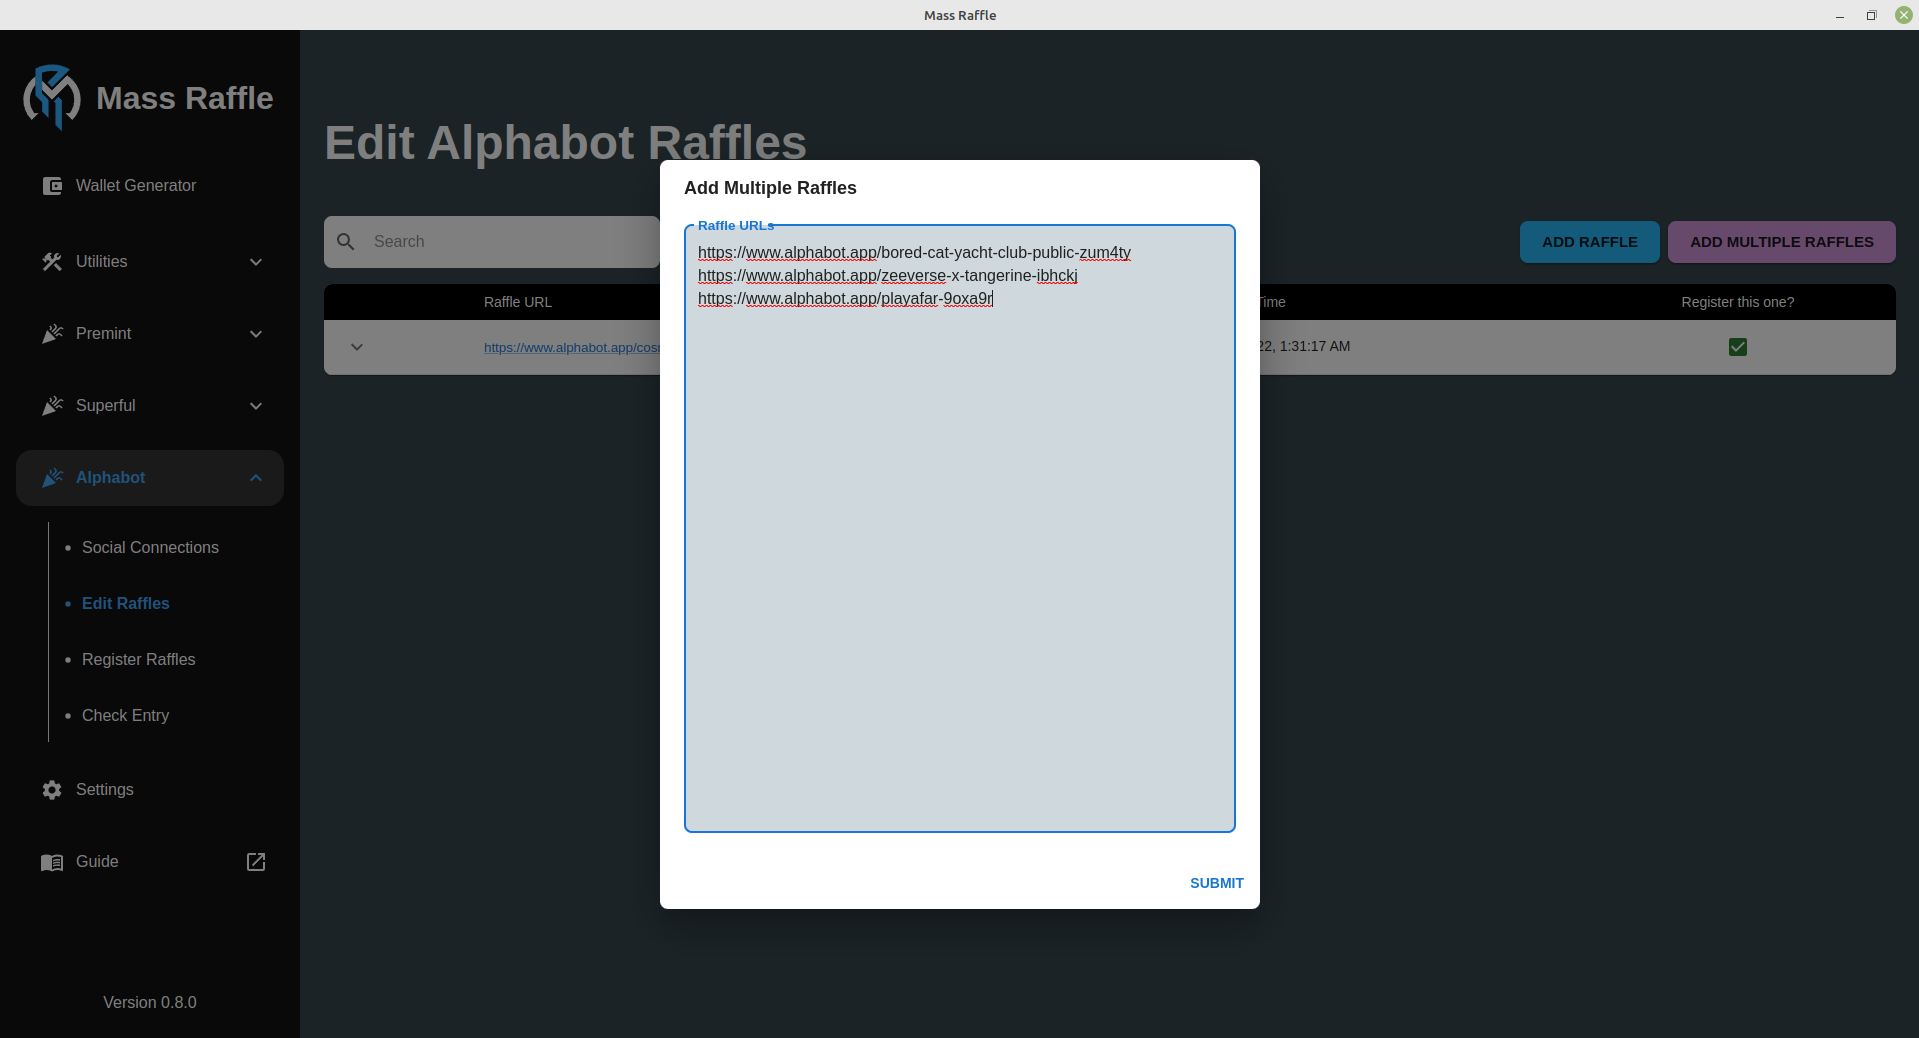 Mass Raffle
Mass Raffle
Wallet Generator
Utilities
Premint
Superful
Alphabot
Social Connections
Edit Raffles
Register Raffles
Check Entry
Settings
Guide
Version 0.8.0
Edit Alphabot Raffles
Search
ADD RAFFLE
ADD MULTIPLE RAFFLES
Raffle URL
Time
Register this one?
https://www.alphabot.app/cos
22, 1:31:17 AM
Add Multiple Raffles
Raffle URLs
https://www.alphabot.app/bored-cat-yacht-club-public-zum4ty
https://www.alphabot.app/zeeverse-x-tangerine-ibhckj
https://www.alphabot.app/playafar-9oxa9r
SUBMIT